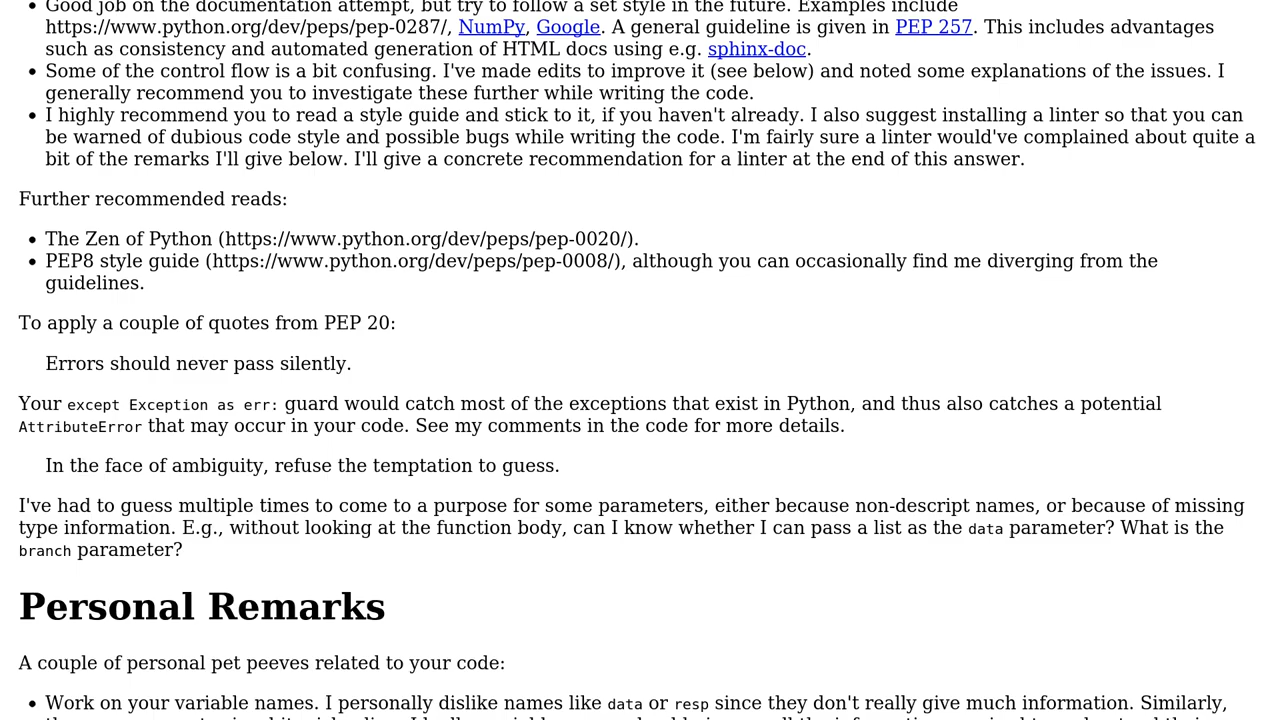 • Good job on the documentation attempt, but try to follow a set style in the future. Examples include
https://www.python.org/dev/peps/pep-0287/, NumPy, Google. A general guideline is given in PEP 257. This includes advantages
such as consistency and automated generation of HTML docs using e.g. sphinx-doc.
• Some of the control flow is a bit confusing. I've made edits to improve it (see below) and noted some explanations of the issues. I
generally recommend you to investigate these further while writing the code.
• I highly recommend you to read a style guide and stick to it, if you haven't already. I also suggest installing a linter so that you can
be warned of dubious code style and possible bugs while writing the code. I'm fairly sure a linter would've complained about quite a
bit of the remarks I'll give below. I'll give a concrete recommendation for a linter at the end of this answer.
Further recommended reads:
• The Zen of Python (https://www.python.org/dev/peps/pep-0020/).
• PEP8 style guide (https://www.python.org/dev/peps/pep-0008/), although you can occasionally find me diverging from the
guidelines.
To apply a couple of quotes from PEP 20:
Errors should never pass silently.
Your except Exception as err: guard would catch most of the exceptions that exist in Python, and thus also catches a potential
AttributeError that may occur in your code. See my comments in the code for more details.
In the face of ambiguity, refuse the temptation to guess.
I've had to guess multiple times to come to a purpose for some parameters, either because non-descript names, or because of missing
type information. E.g., without looking at the function body, can I know whether I can pass a list as the data parameter? What is the
branch parameter?
Personal Remarks
A couple of personal pet peeves related to your code:
• Work on your variable names. I personally dislike names like data or resp since they don't really give much information. Similarly,